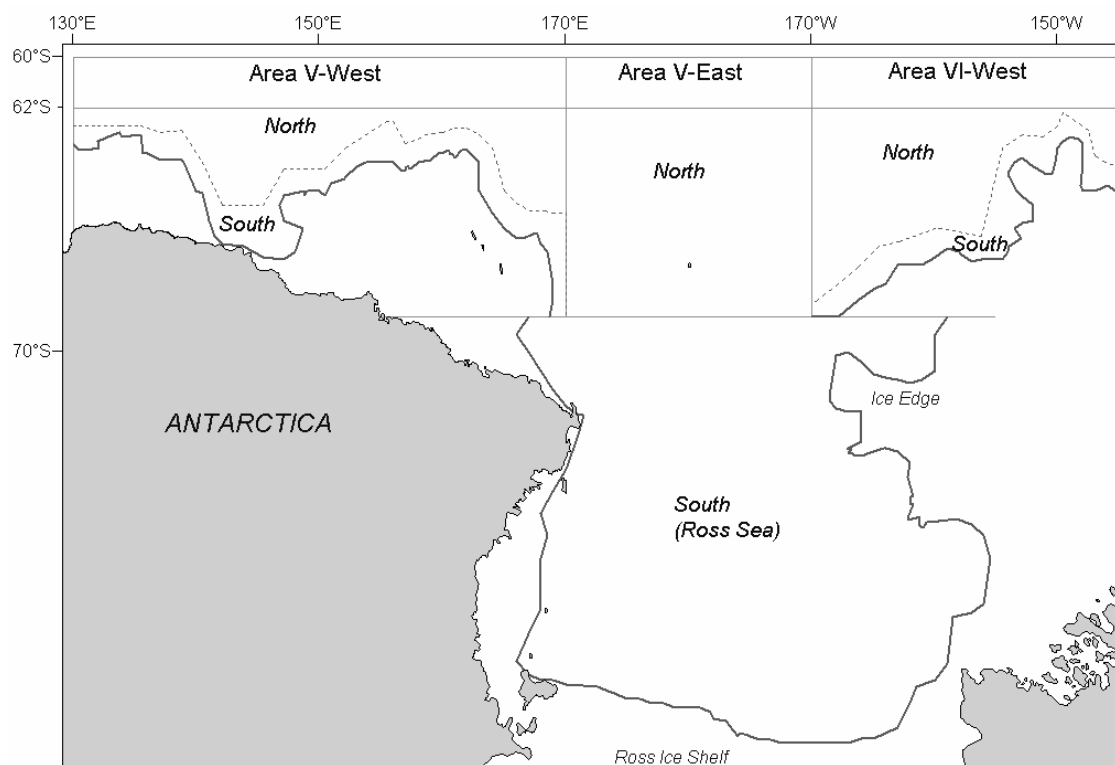 130°E 150°E 170°E 170°W 150°W
60°S
Area V-West Area V-East Area VI-West
62°S
North
North
North
South
South
70°S
Ice Edge
ANTARCTICA
South
(Ross Sea)
Ross Ice Shelf